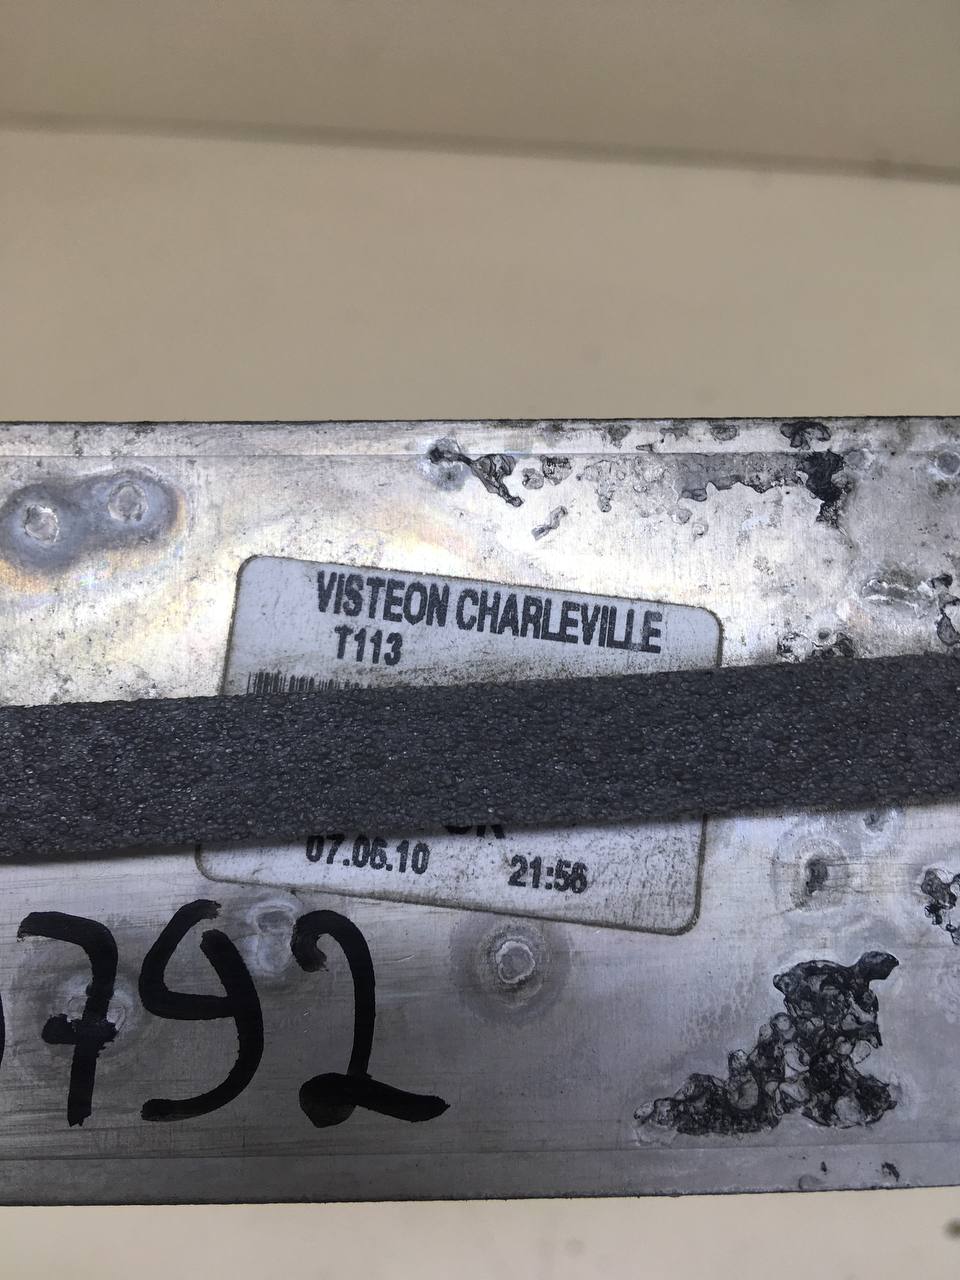 VISTEON CHARLEVILLE
T113
07.06.10 21:56
792